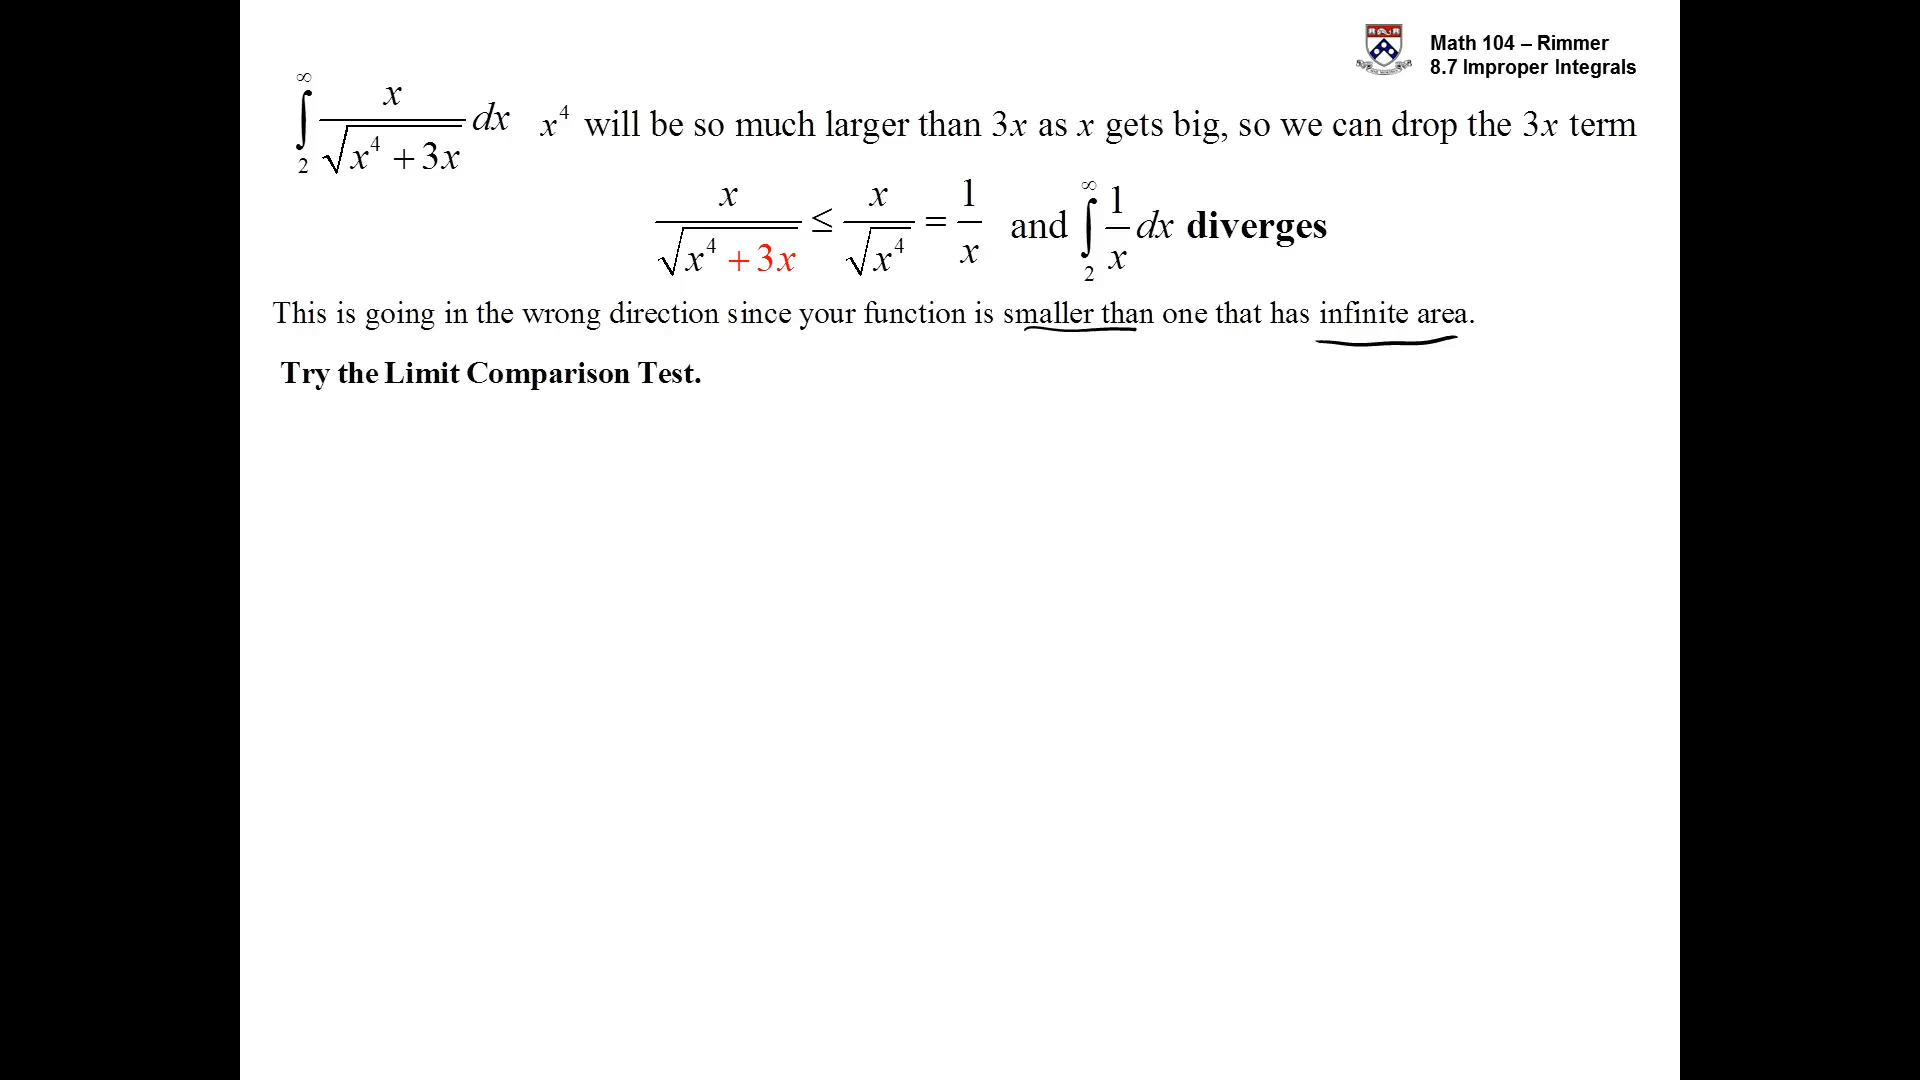 Math 104 – Rimmer
8.7 Improper Integrals
∫₂^∞ x/√(x⁴ + 3x) dx x⁴ will be so much larger than 3x as x gets big, so we can drop the 3x term
x/√(x⁴ + 3x) ≤ x/√(x⁴) = 1/x and ∫₂^∞ 1/x dx diverges
This is going in the wrong direction since your function is smaller than one that has infinite area.
Try the Limit Comparison Test.